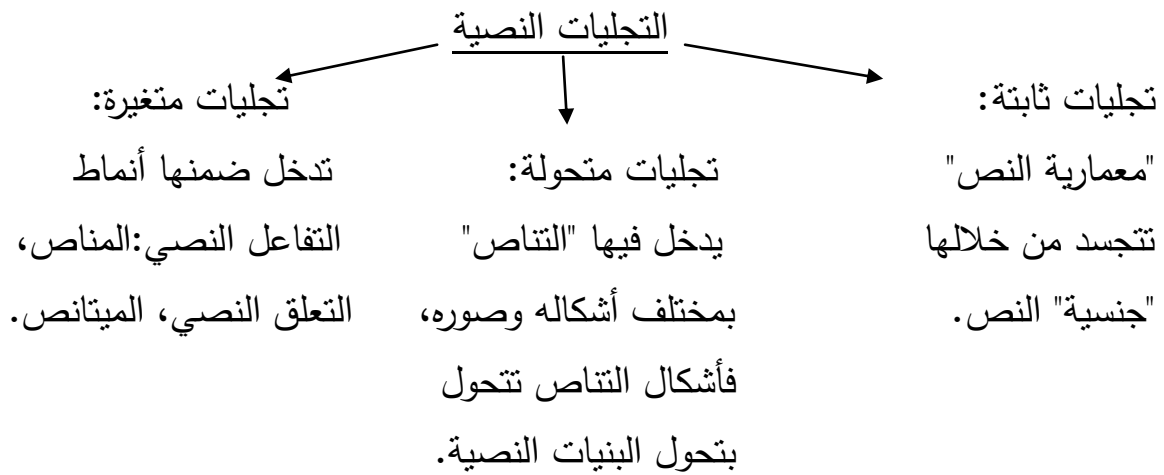 التجليات النصية
تجليات ثابتة:
"معمارية النص"
تتجسد من خلالها
"جنسية" النص.
تجليات متحولة:
يدخل فيها "التناص"
بمختلف أشكاله وصوره،
فأشكال التناص تتحول
بتحول البنيات النصية.
تجليات متغيرة:
تدخل ضمنها أنماط
التفاعل النصي:المناص،
التعلق النصي، الميتانص.